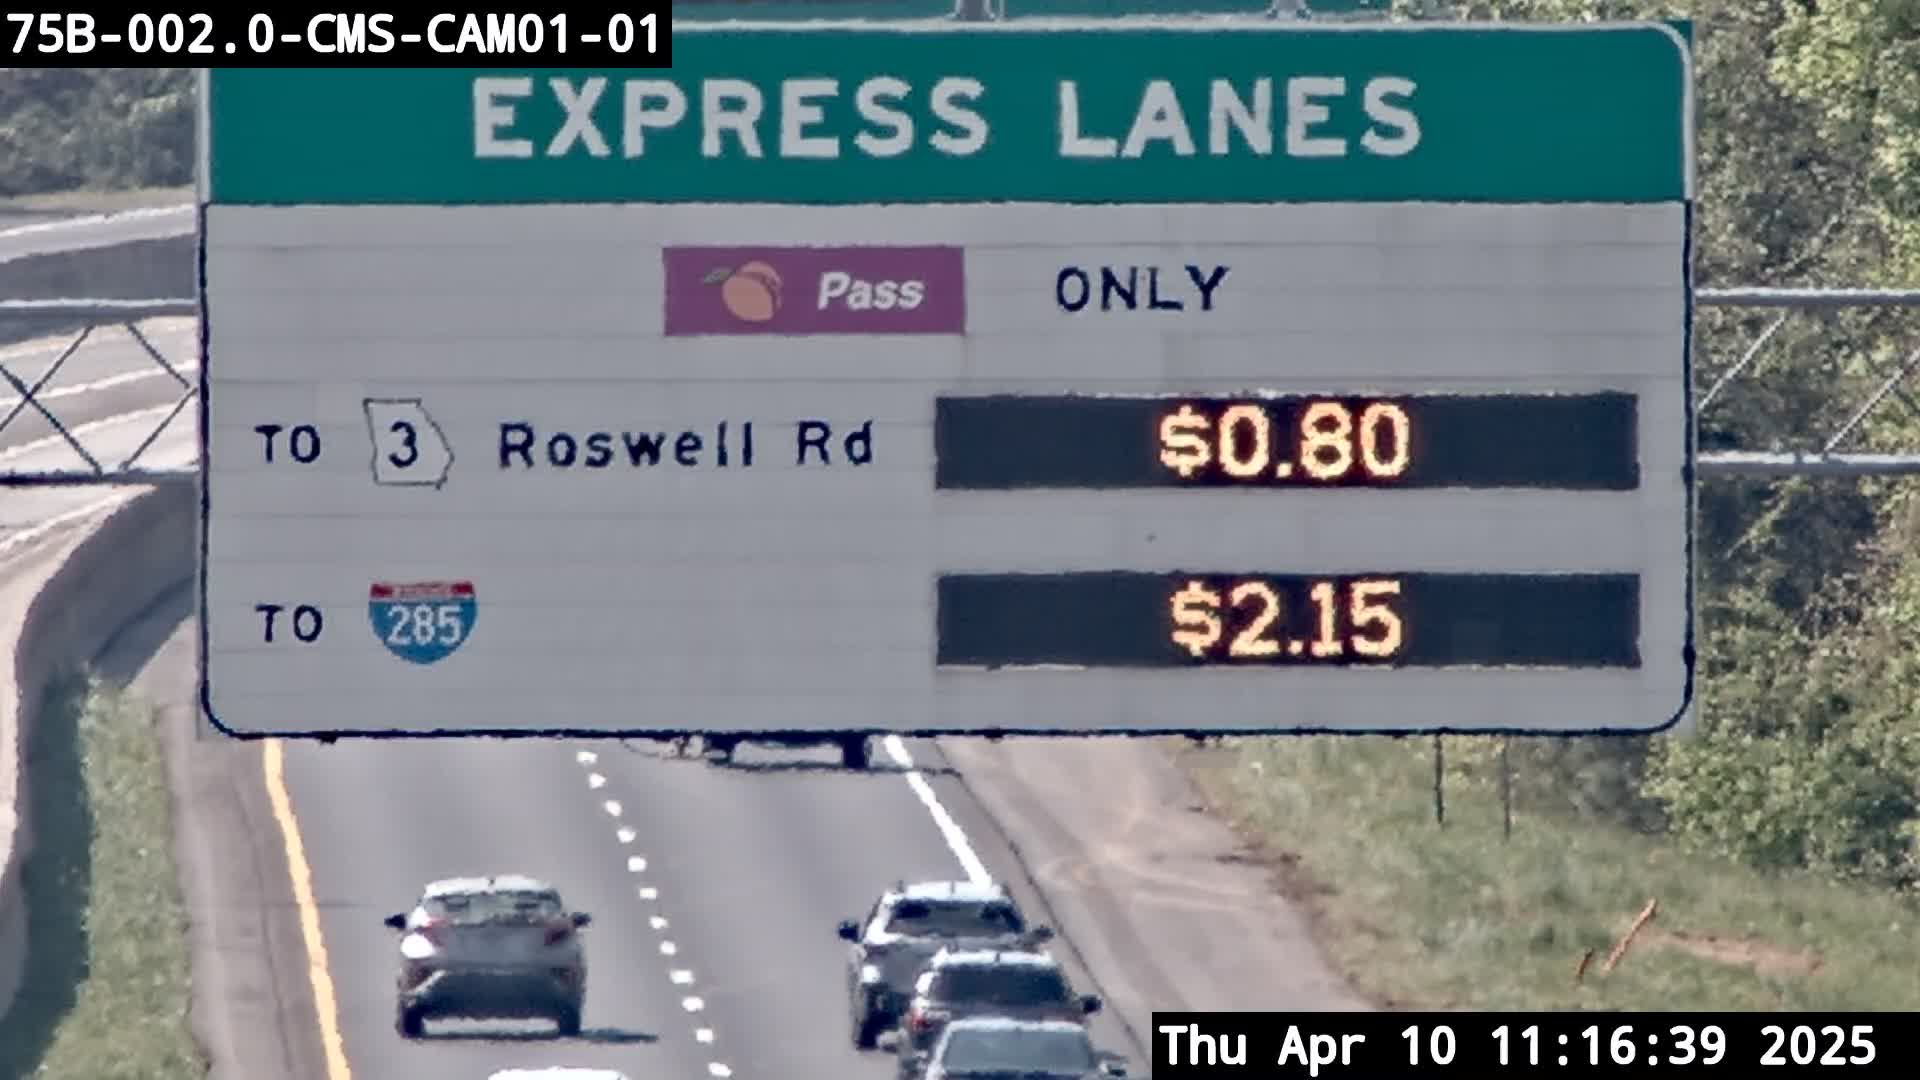 75B-002.0-CMS-CAM01-01
EXPRESS LANES
Pass ONLY
TO 3 Roswell Rd $0.80
TO 285 $2.15
Thu Apr 10 11:16:39 2025